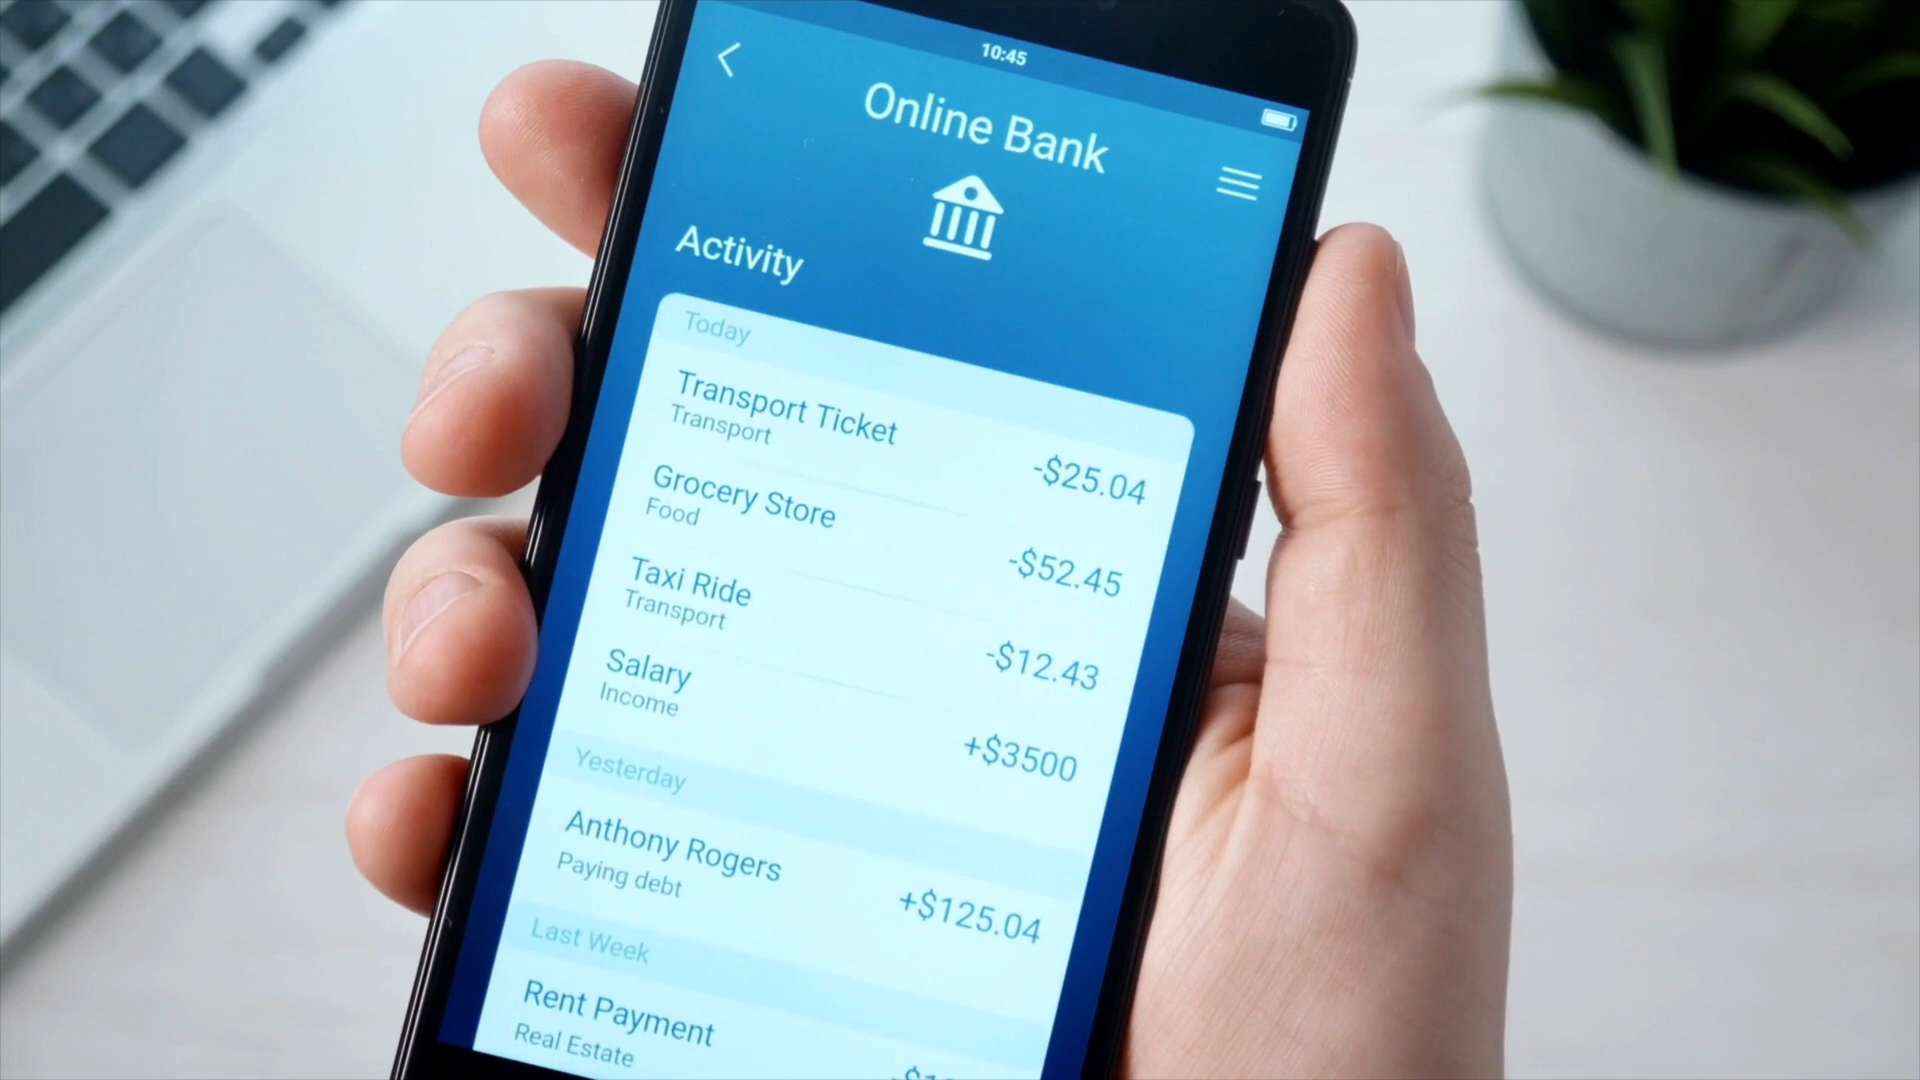 10:45
Online Bank
Activity
Today
Transport Ticket
Transport
-$25.04
Grocery Store
Food
-$52.45
Taxi Ride
Transport
-$12.43
Salary
Income
+$3500
Yesterday
Anthony Rogers
Paying debt
+$125.04
Last Week
Rent Payment
Real Estate